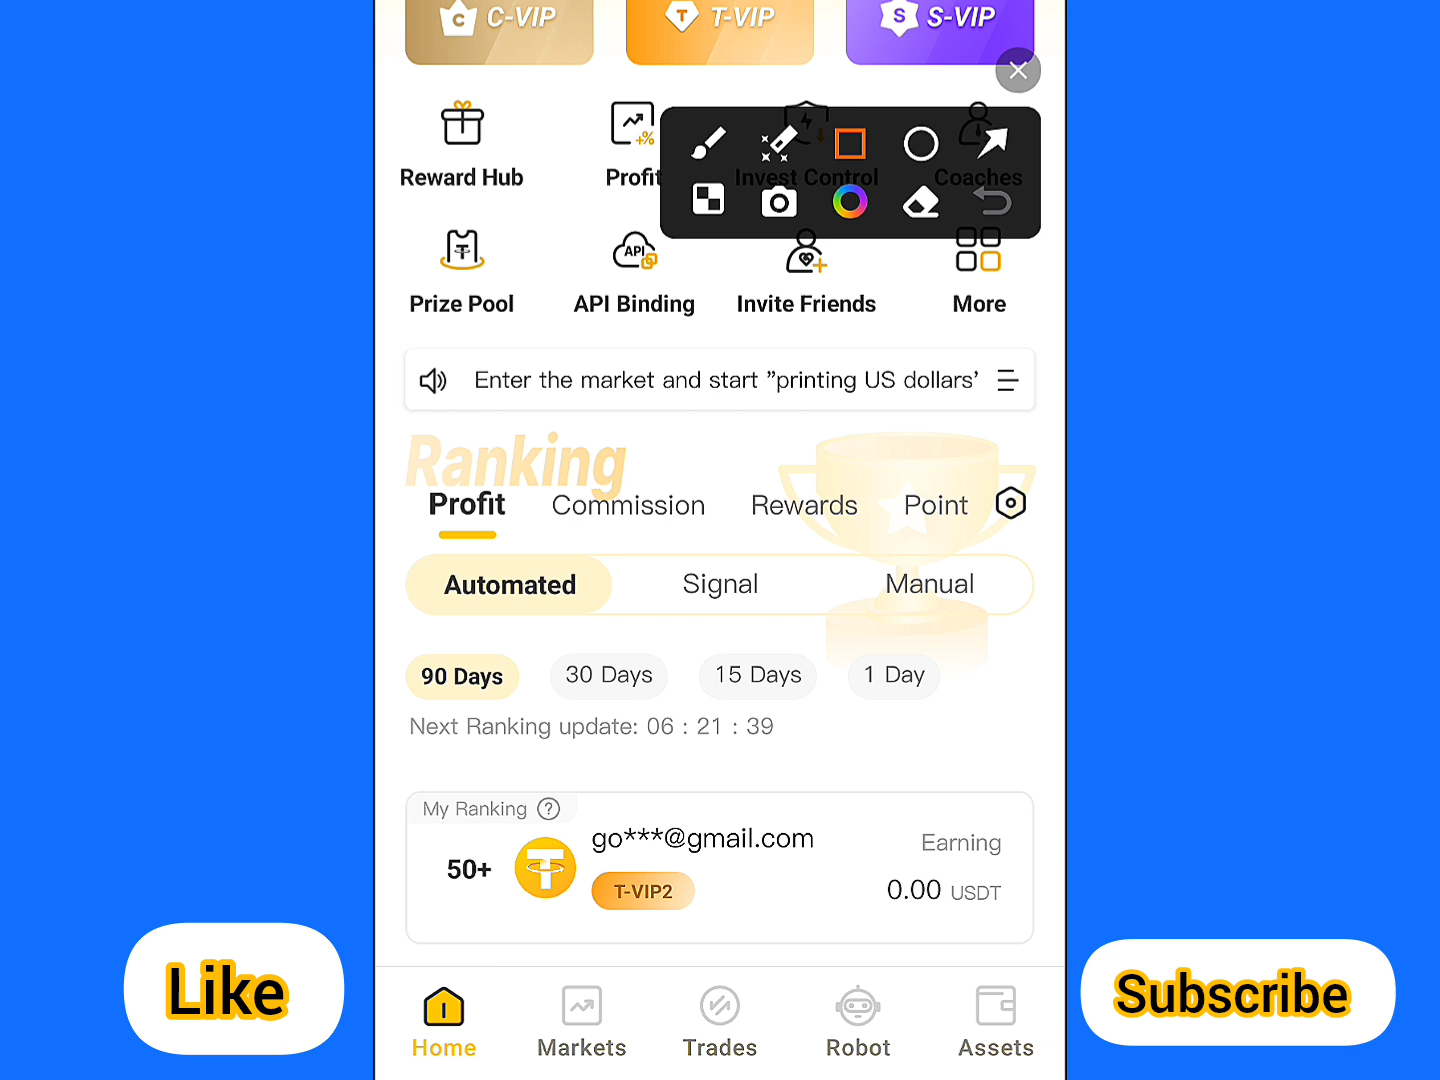 C C-VIP
T T-VIP
S S-VIP
Reward Hub
Profit
Invest Control
Coaches
+%
API
Prize Pool
API Binding
Invite Friends
More
Enter the market and start "printing US dollars'
Ranking
Profit
Commission
Rewards
Point
Automated
Signal
Manual
90 Days
30 Days
15 Days
1 Day
Next Ranking update: 06 : 21 : 39
My Ranking ?
50+
go***@gmail.com
T-VIP2
Earning
0.00 USDT
Like
Subscribe
Home
Markets
Trades
Robot
Assets